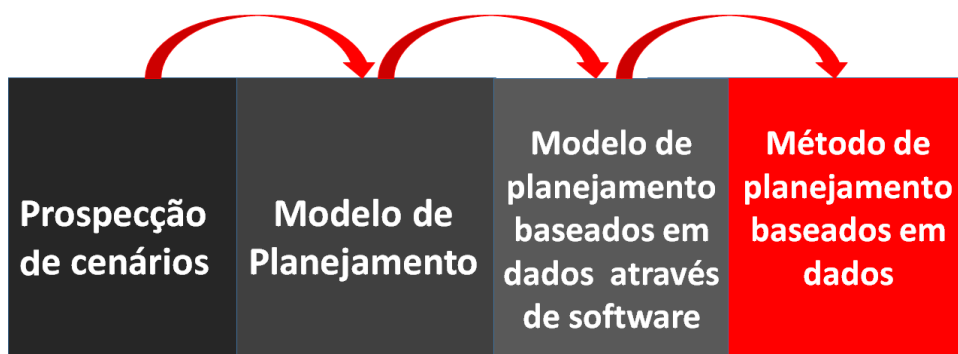 Prospecção
de cenários
Modelo de
Planejamento
Modelo de
planejamento
baseados em
dados através
de software
Método de
planejamento
baseados em
dados